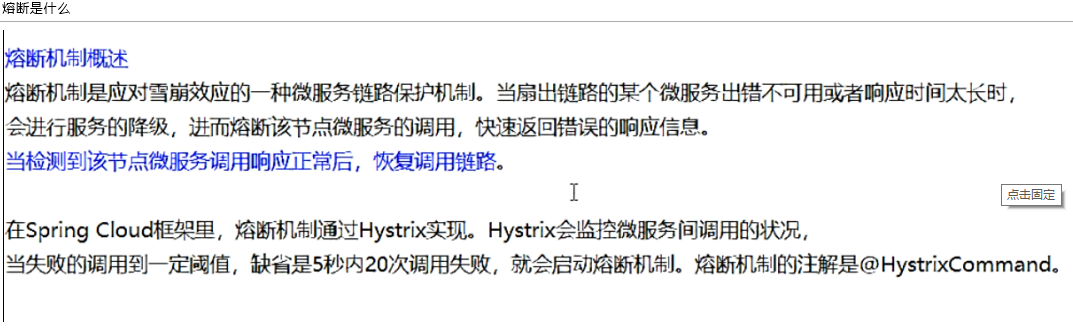 熔断是什么
熔断机制概述
熔断机制是应对雪崩效应的一种微服务链路保护机制。当扇出链路的某个微服务出错不可用或者响应时间太长时，
会进行服务的降级，进而熔断该节点微服务的调用，快速返回错误的响应信息。
当检测到该节点微服务调用响应正常后，恢复调用链路。
点击固定
在Spring Cloud框架里，熔断机制通过Hystrix实现。Hystrix会监控微服务间调用的状况，
当失败的调用到一定阈值，缺省是5秒内20次调用失败，就会启动熔断机制。熔断机制的注解是@HystrixCommand。